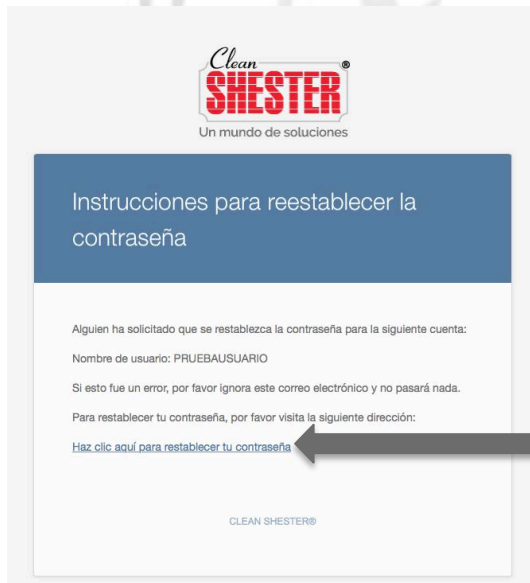 Clean
SHESTER®
Un mundo de soluciones
Instrucciones para reestablecer la
contraseña
Alguien ha solicitado que se restablezca la contraseña para la siguiente cuenta:
Nombre de usuario: PRUEBAUSUARIO
Si esto fue un error, por favor ignora este correo electrónico y no pasará nada.
Para restablecer tu contraseña, por favor visita la siguiente dirección:
Haz clic aquí para restablecer tu contraseña
CLEAN SHESTER®